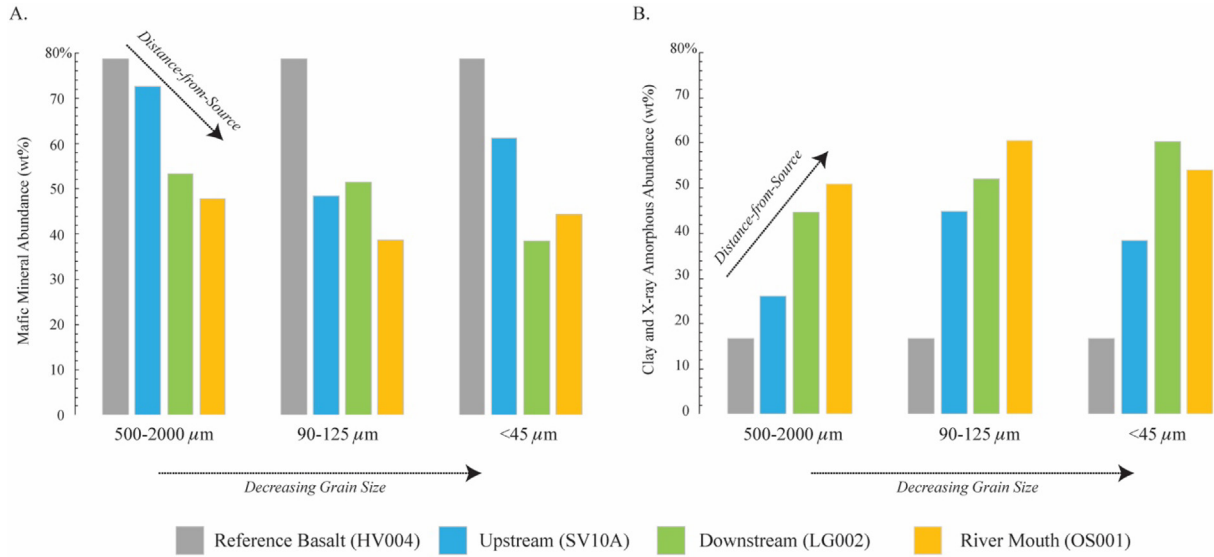 A.
80%
70
60
50
40
30
20
10
0
Mafic Mineral Abundance (wt%)
Distance-from-Source
500-2000 µm
90-125 µm
<45 µm
Decreasing Grain Size
B.
80%
70
60
50
40
30
20
10
0
Clay and X-ray Amorphous Abundance (wt%)
Distance-from-Source
500-2000 µm
90-125 µm
<45 µm
Decreasing Grain Size
Reference Basalt (HV004)
Upstream (SV10A)
Downstream (LG002)
River Mouth (OS001)